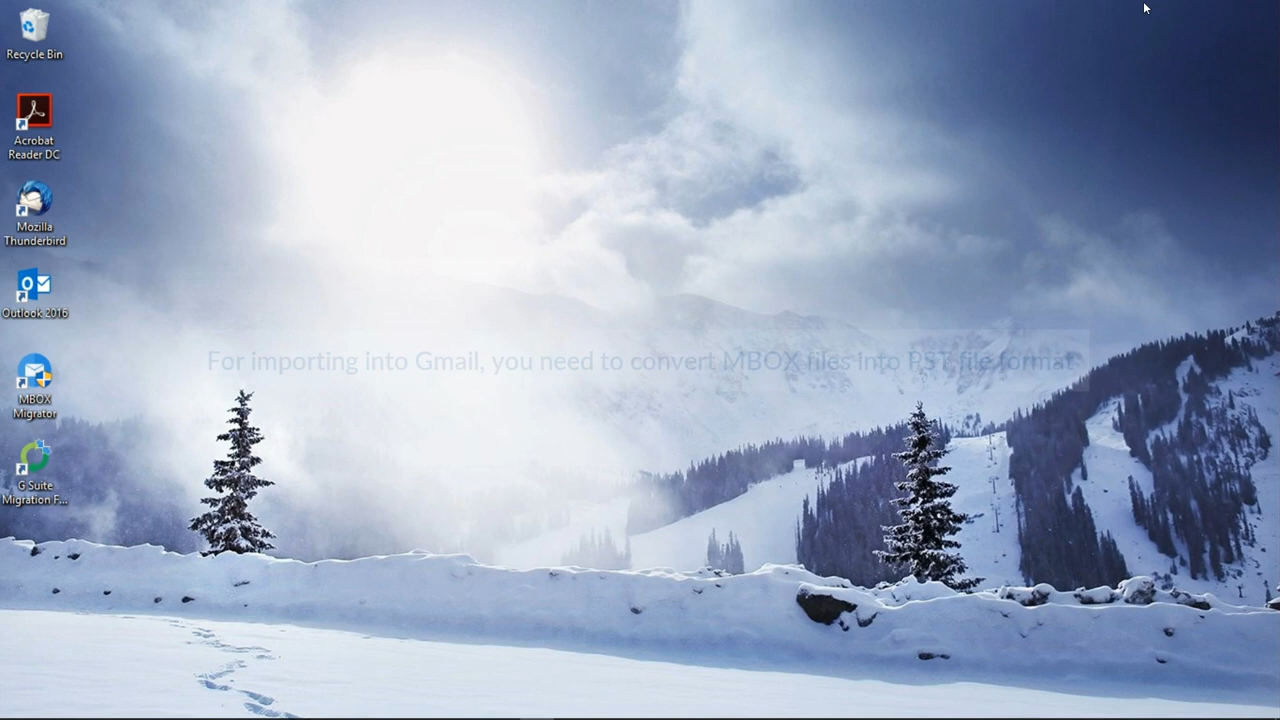 Recycle Bin
Acrobat
Reader DC
Mozilla
Thunderbird
Outlook 2016
MBOX
Migrator
G Suite
Migration F...
For importing into Gmail, you need to convert MBOX files into PST file format